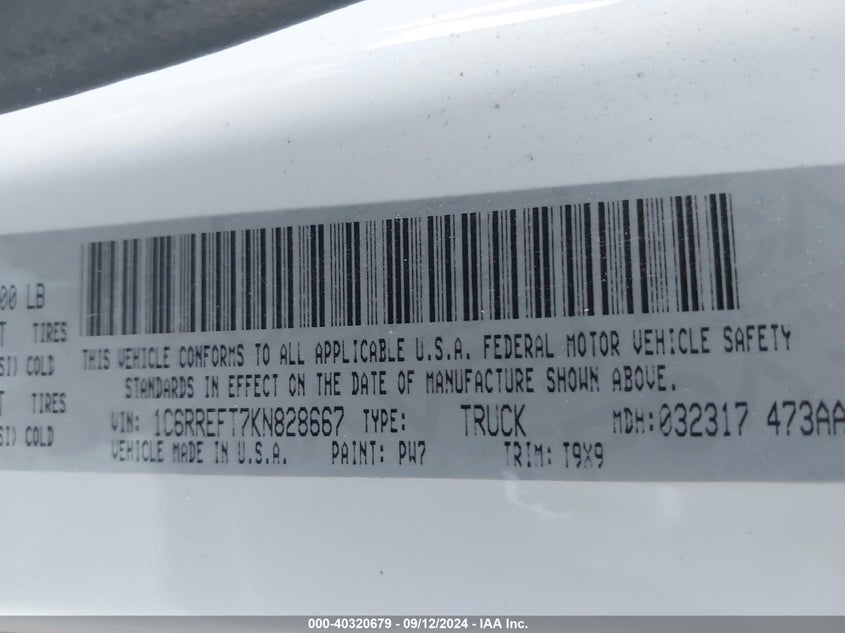 00 LB
T TIRES
SI) COLD
T TIRES
SI) COLD
THIS VEHICLE CONFORMS TO ALL APPLICABLE U.S.A. FEDERAL MOTOR VEHICLE SAFETY
STANDARDS IN EFFECT ON THE DATE OF MANUFACTURE SHOWN ABOVE.
VIN: 1C6RREFT7KN828667 TYPE: TRUCK MDH:032317 473AA
VEHICLE MADE IN U.S.A. PAINT: PW7 TRIM: T9X9
000-40320679 - 09/12/2024 - IAA Inc.